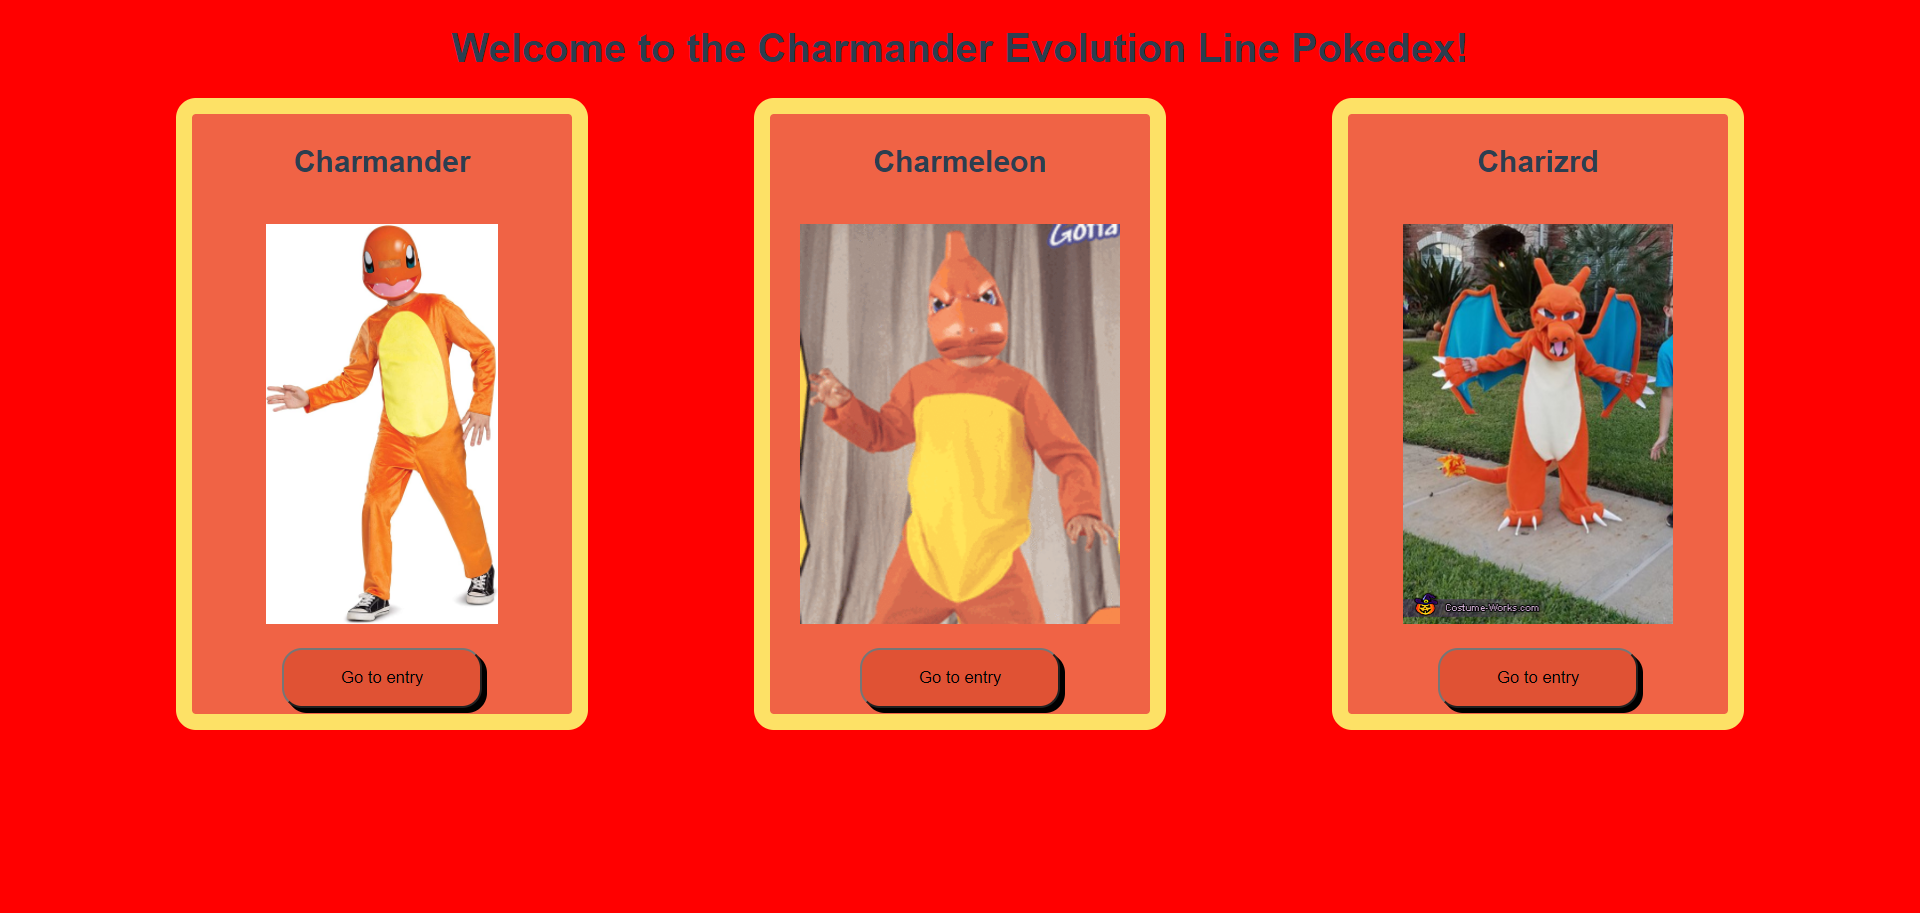 Welcome to the Charmander Evolution Line Pokedex!
Charmander
Charmeleon
Charizrd
Gotta
Costume-Works.com
Go to entry
Go to entry
Go to entry